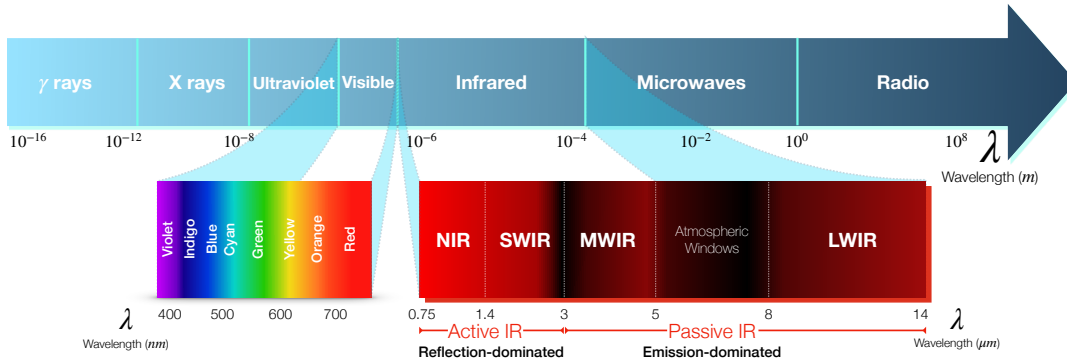 γ rays
X rays
Ultraviolet
Visible
Infrared
Microwaves
Radio
10⁻¹⁶
10⁻¹²
10⁻⁸
10⁻⁶
10⁻⁴
10⁻²
10⁰
10⁸
λ
Wavelength (m)
Violet
Indigo
Blue
Cyan
Green
Yellow
Orange
Red
NIR
SWIR
MWIR
Atmospheric
Windows
LWIR
λ
Wavelength (nm)
400
500
600
700
0.75
1.4
3
5
8
14
λ
Wavelength (μm)
Active IR
Passive IR
Reflection-dominated
Emission-dominated